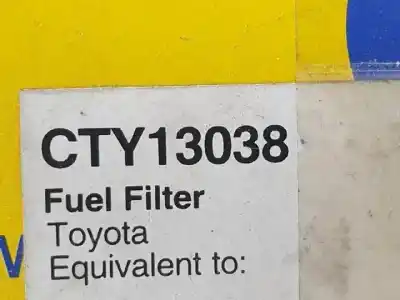 CTY13038
Fuel Filter
Toyota
Equivalent to: